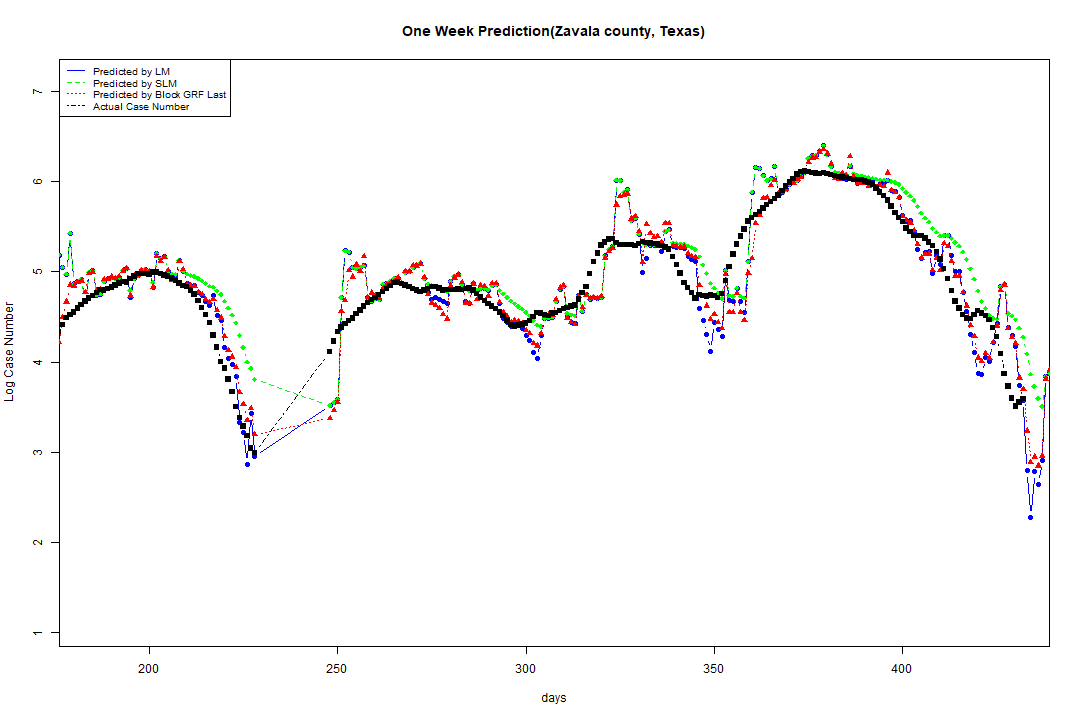 One Week Prediction(Zavala county, Texas)
Predicted by LM
Predicted by SLM
Predicted by Block GRF Last
Actual Case Number
7
6
5
4
3
2
1
Log Case Number
200
250
300
350
400
days